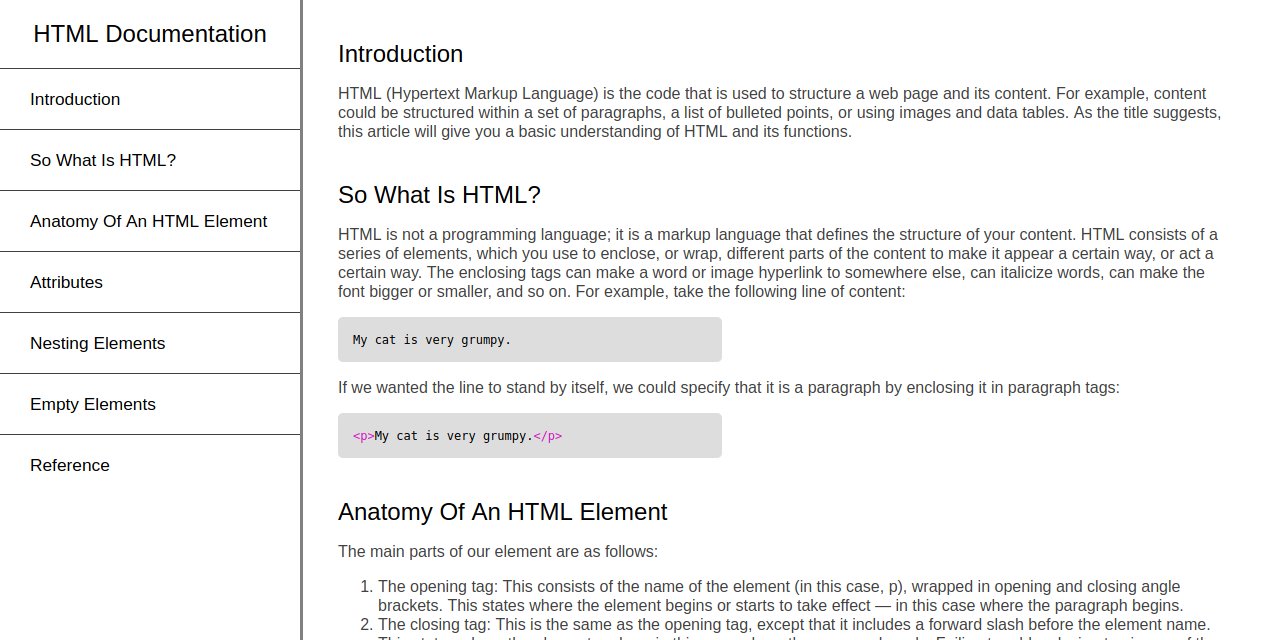 HTML Documentation
Introduction
So What Is HTML?
Anatomy Of An HTML Element
Attributes
Nesting Elements
Empty Elements
Reference
Introduction
HTML (Hypertext Markup Language) is the code that is used to structure a web page and its content. For example, content
could be structured within a set of paragraphs, a list of bulleted points, or using images and data tables. As the title suggests,
this article will give you a basic understanding of HTML and its functions.
So What Is HTML?
HTML is not a programming language; it is a markup language that defines the structure of your content. HTML consists of a
series of elements, which you use to enclose, or wrap, different parts of the content to make it appear a certain way, or act a
certain way. The enclosing tags can make a word or image hyperlink to somewhere else, can italicize words, can make the
font bigger or smaller, and so on. For example, take the following line of content:
My cat is very grumpy.
If we wanted the line to stand by itself, we could specify that it is a paragraph by enclosing it in paragraph tags:
<p>My cat is very grumpy.</p>
Anatomy Of An HTML Element
The main parts of our element are as follows:
1. The opening tag: This consists of the name of the element (in this case, p), wrapped in opening and closing angle
brackets. This states where the element begins or starts to take effect — in this case where the paragraph begins.
2. The closing tag: This is the same as the opening tag, except that it includes a forward slash before the element name.